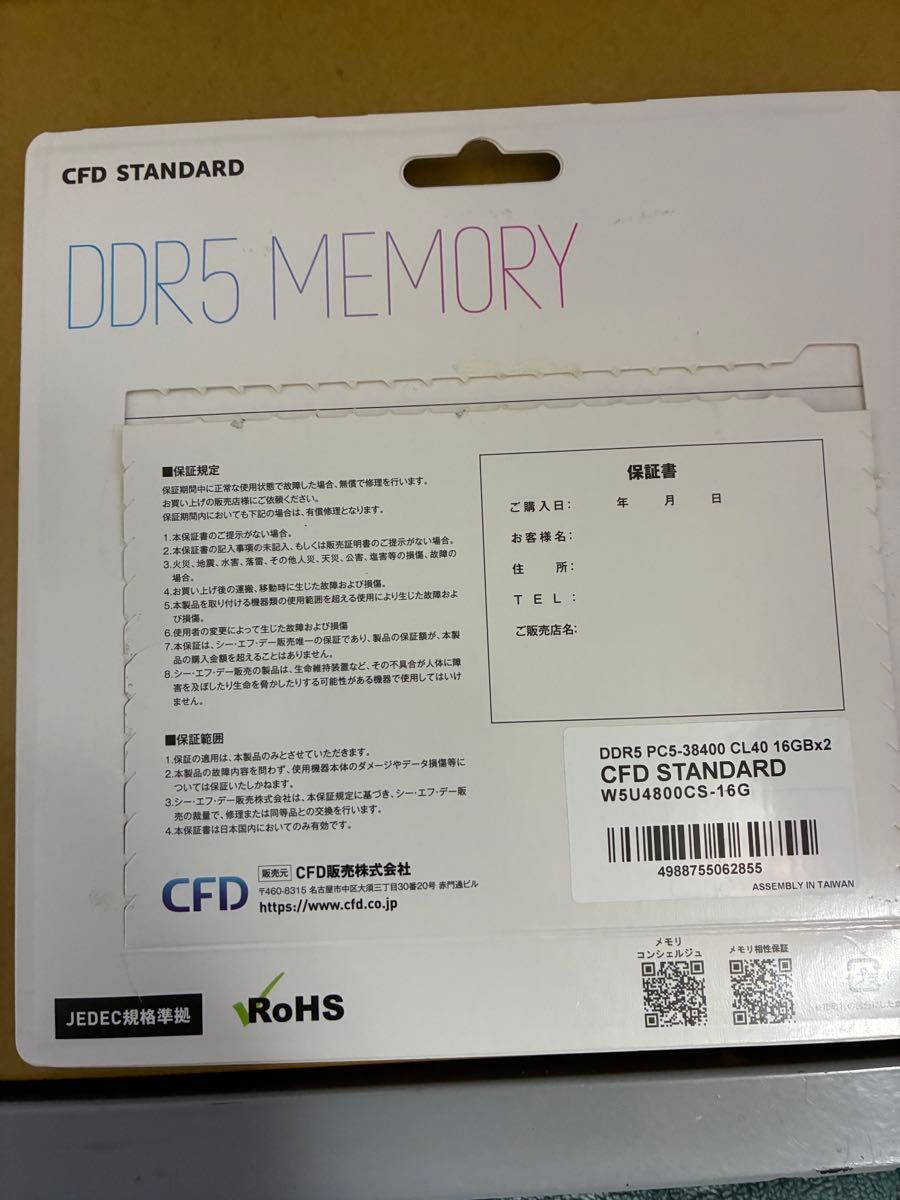 CFD STANDARD
DDR5 MEMORY
■保証規定
保証期間中に正常な使用状態で故障した場合、無償で修理を行います。
お買い上げの販売店様にご依頼ください。
保証期間内においても下記の場合は、有償修理となります。
1.本保証書のご提示がない場合。
2.本保証書の記入事項の未記入、もしくは販売証明書のご提示がない場合。
3.火災、地震、水害、落雷、その他人災、天災、公害、塩害等の損傷、故障の
場合。
4.お買い上げ後の運搬、移動時に生じた故障および損傷。
5.本製品を取り付ける機器類の使用範囲を超える使用により生じた故障およ
び損傷。
6.使用者の変更によって生じた故障および損傷
7.本保証は、シー・エフ・デー販売唯一の保証であり、製品の保証額が、本製
品の購入金額を超えることはありません。
8.シー・エフ・デー販売の製品は、生命維持装置など、その不具合が人体に障
害を及ぼしたり生命を脅かしたりする可能性がある機器で使用してはいけ
ません。
■保証範囲
1.保証の適用は、本製品のみとさせていただきます。
2.本製品の故障内容を問わず、使用機器本体のダメージやデータ損傷等に
ついては保証いたしかねます。
3.シー・エフ・デー販売株式会社は、本保証規定に基づき、シー・エフ・デー販
売の裁量で、修理または同等品との交換を行います。
4.本保証書は日本国内においてのみ有効です。
保証書
ご購入日: 年 月 日
お客様名:
住 所:
TEL:
ご販売店名:
DDR5 PC5-38400 CL40 16GBx2
CFD STANDARD
W5U4800CS-16G
4988755062855
ASSEMBLY IN TAIWAN
CFD
販売元 CFD販売株式会社
〒460-8315 名古屋市中区大須三丁目30番20号 赤門通ビル
https://www.cfd.co.jp
メモリ
コンシェルジュ
メモリ相性保証
JEDEC規格準拠
RoHS